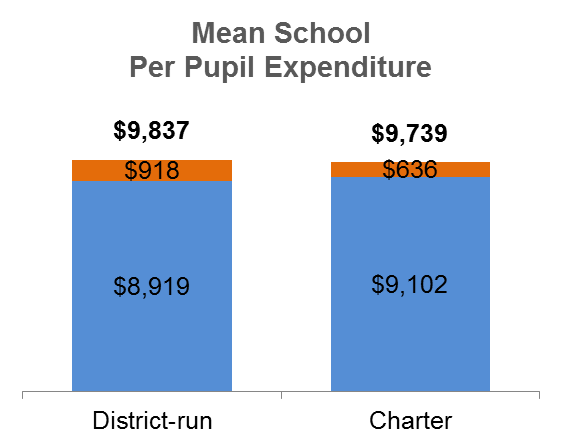 Mean School
Per Pupil Expenditure
$9,837
$9,739
$918
$636
$8,919
$9,102
District-run
Charter